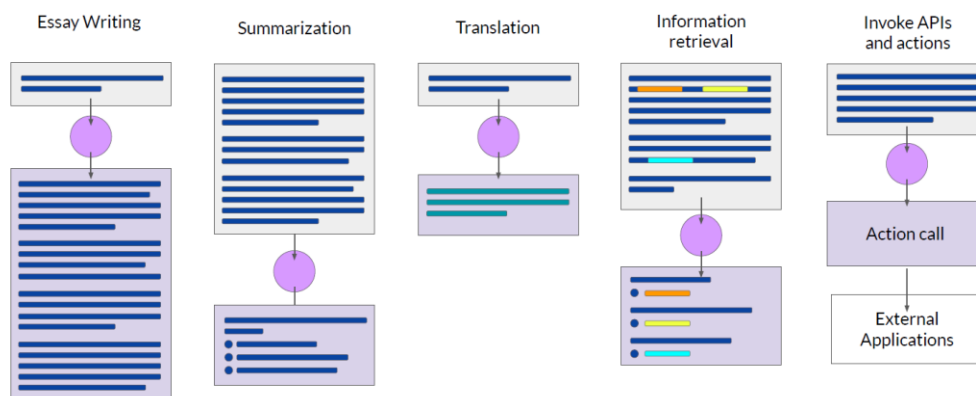 Essay Writing
Summarization
Translation
Information
retrieval
Invoke APIs
and actions
Action call
External
Applications